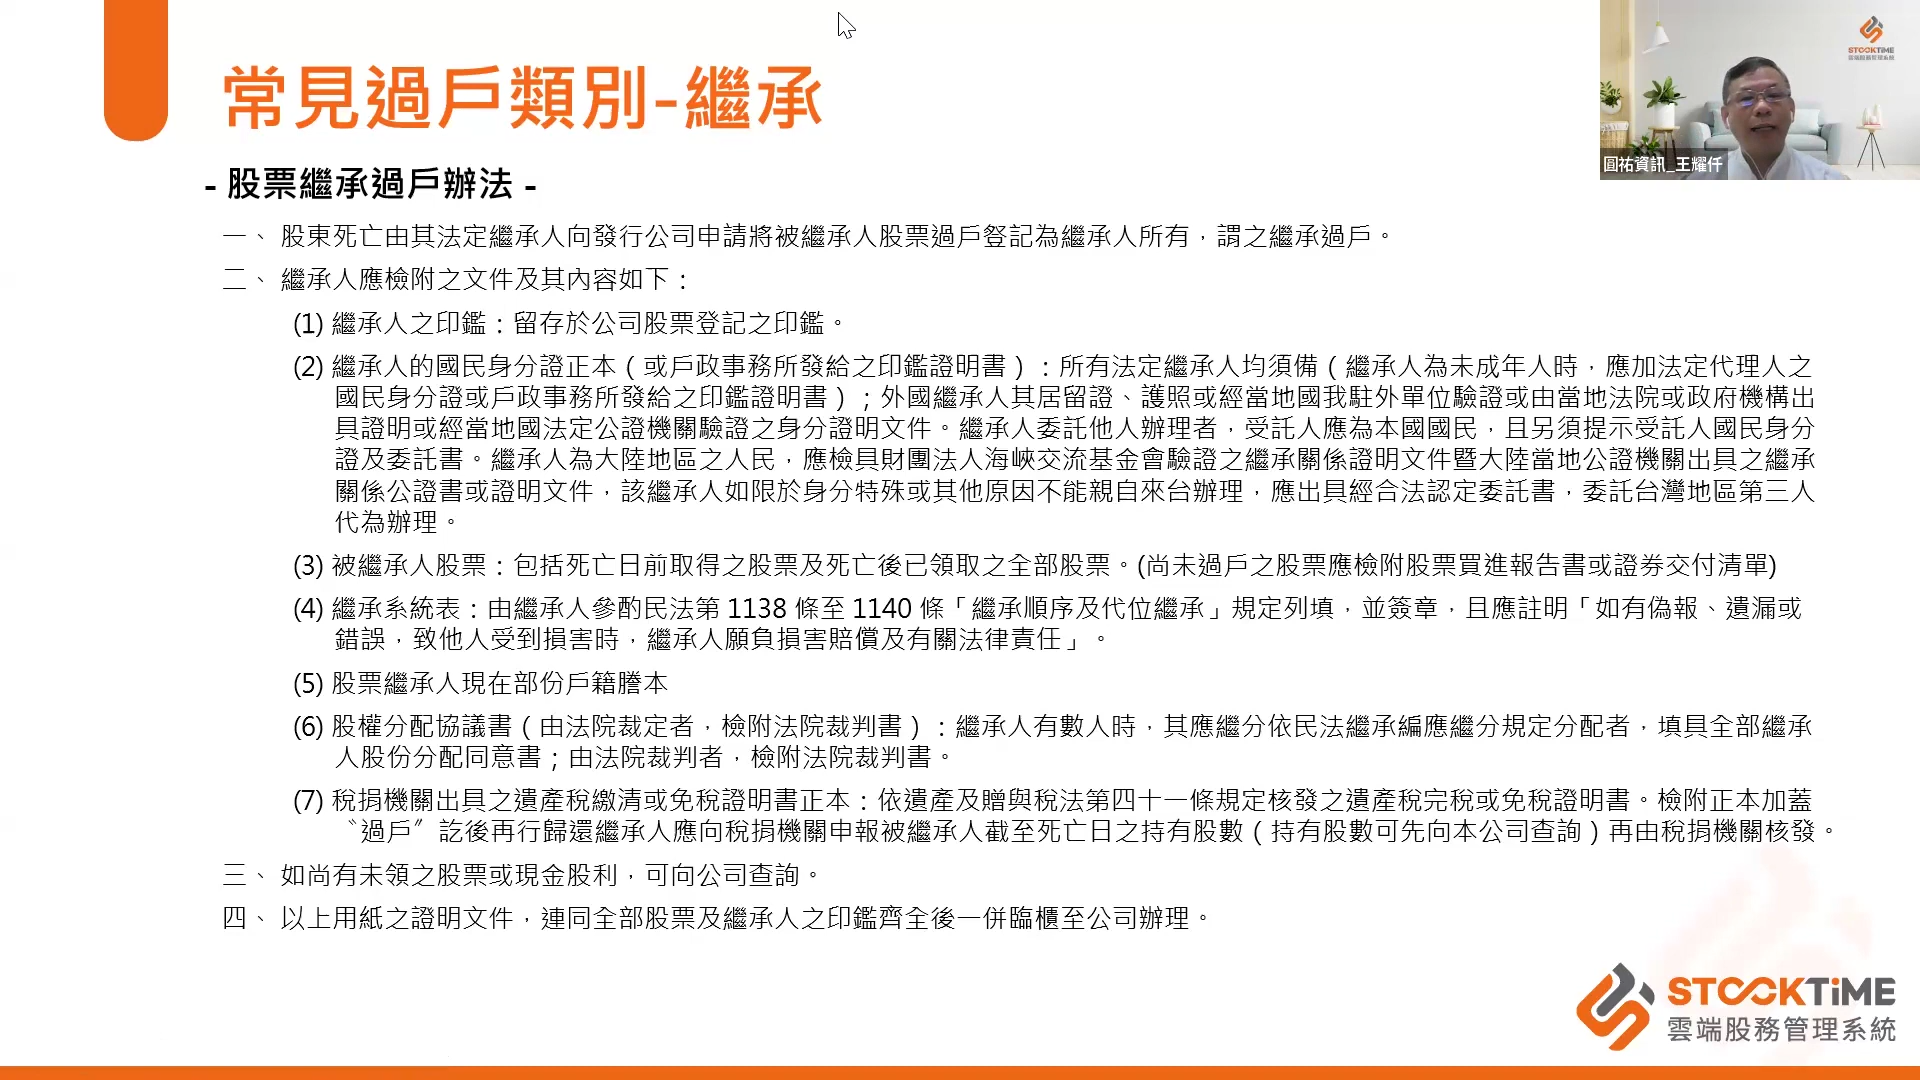 常見過戶類別-繼承
STOCKTiME
雲端股務管理系統
圓祐資訊_王耀仟
- 股票繼承過戶辦法 -
一、 股東死亡由其法定繼承人向發行公司申請將被繼承人股票過戶登記為繼承人所有，謂之繼承過戶。
二、 繼承人應檢附之文件及其內容如下：
(1) 繼承人之印鑑：留存於公司股票登記之印鑑。
(2) 繼承人的國民身分證正本（或戶政事務所發給之印鑑證明書）：所有法定繼承人均須備（繼承人為未成年人時，應加法定代理人之
國民身分證或戶政事務所發給之印鑑證明書）；外國繼承人其居留證、護照或經當地國我駐外單位驗證或由當地法院或政府機構出
具證明或經當地國法定公證機關驗證之身分證明文件。繼承人委託他人辦理者，受託人應為本國國民，且另須提示受託人國民身分
證及委託書。繼承人為大陸地區之人民，應檢具財團法人海峽交流基金會驗證之繼承關係證明文件暨大陸當地公證機關出具之繼承
關係公證書或證明文件，該繼承人如限於身分特殊或其他原因不能親自來台辦理，應出具經合法認定委託書，委託台灣地區第三人
代為辦理。
(3) 被繼承人股票：包括死亡日前取得之股票及死亡後已領取之全部股票。(尚未過戶之股票應檢附股票買進報告書或證券交付清單)
(4) 繼承系統表：由繼承人參酌民法第 1138 條至 1140 條「繼承順序及代位繼承」規定列填，並簽章，且應註明「如有偽報、遺漏或
錯誤，致他人受到損害時，繼承人願負損害賠償及有關法律責任」。
(5) 股票繼承人現在部份戶籍謄本
(6) 股權分配協議書（由法院裁定者，檢附法院裁判書）：繼承人有數人時，其應繼分依民法繼承編應繼分規定分配者，填具全部繼承
人股份分配同意書；由法院裁判者，檢附法院裁判書。
(7) 稅捐機關出具之遺產稅繳清或免稅證明書正本：依遺產及贈與稅法第四十一條規定核發之遺產稅完稅或免稅證明書。檢附正本加蓋
〝過戶〞訖後再行歸還繼承人應向稅捐機關申報被繼承人截至死亡日之持有股數（持有股數可先向本公司查詢）再由稅捐機關核發。
三、 如尚有未領之股票或現金股利，可向公司查詢。
四、 以上用紙之證明文件，連同全部股票及繼承人之印鑑齊全後一併臨櫃至公司辦理。
STOCKTiME
雲端股務管理系統